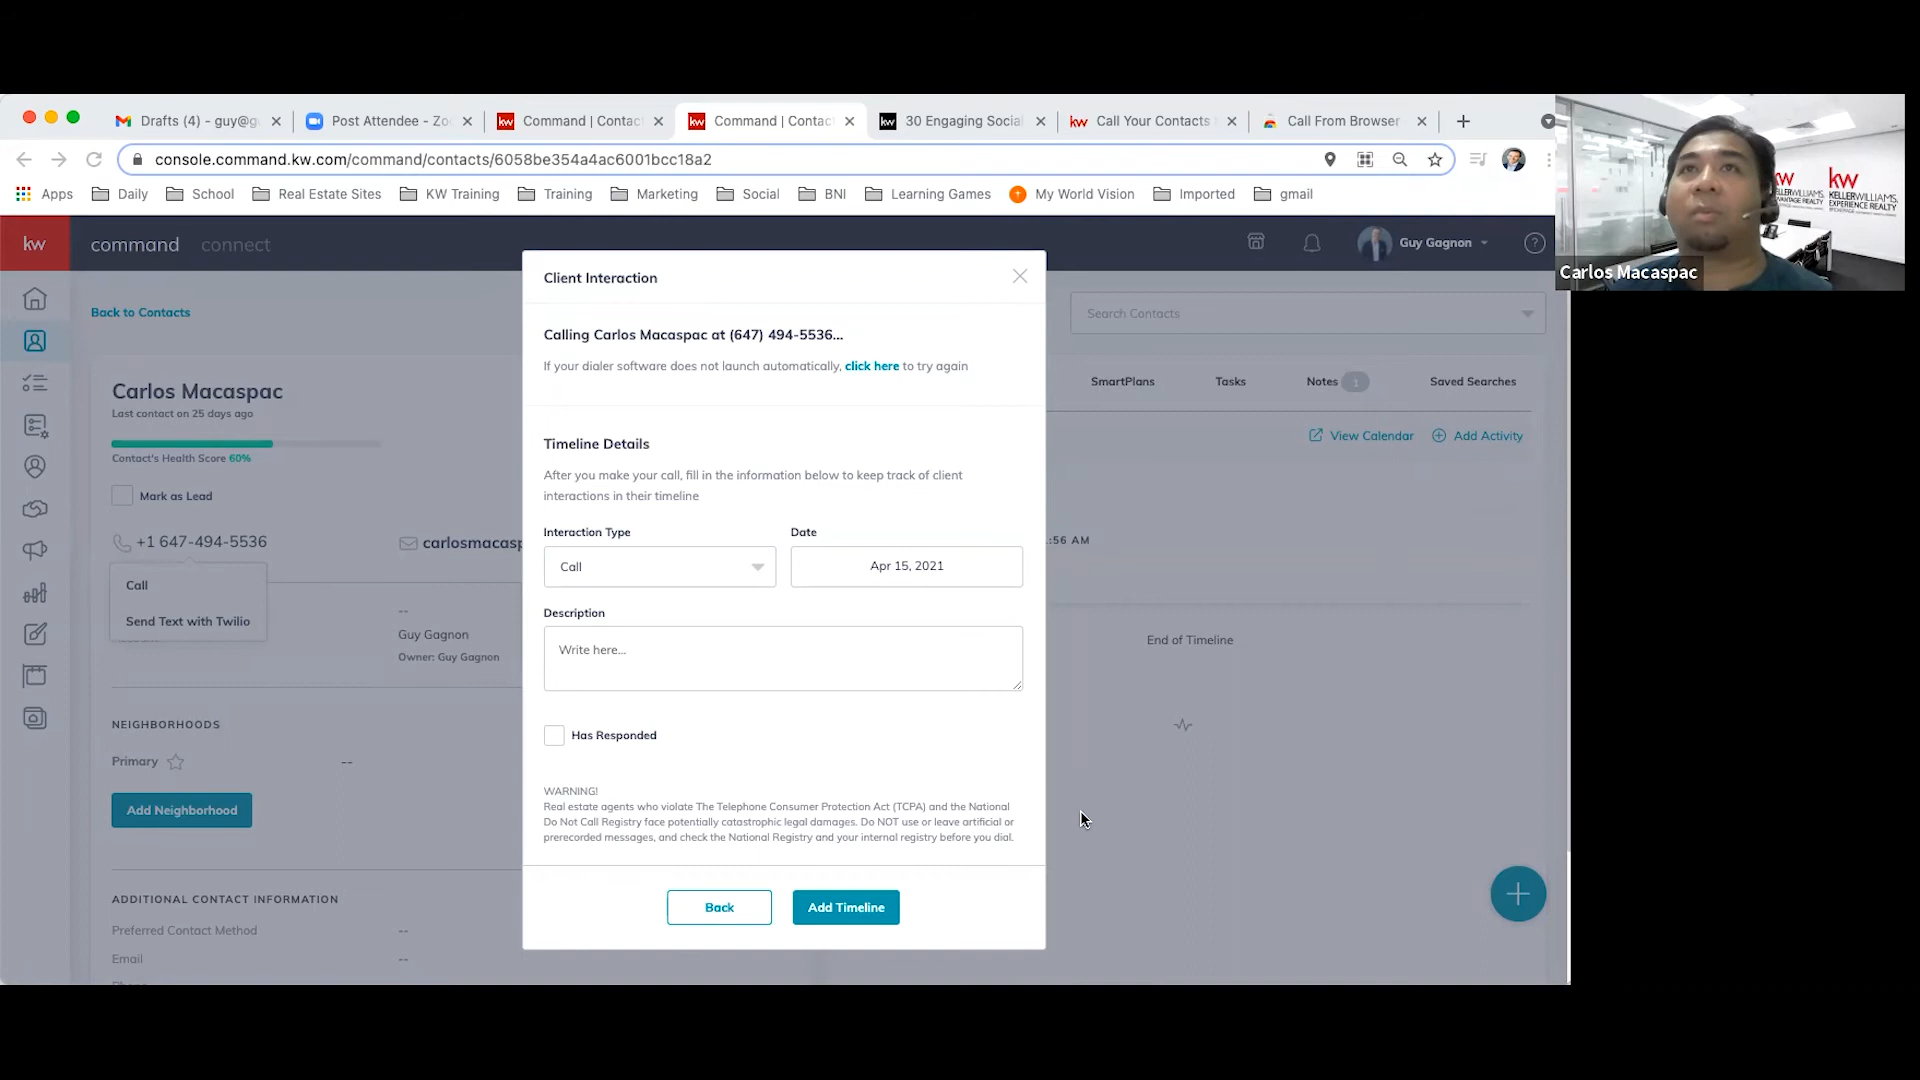 Drafts (4) - guy@g
Post Attendee - Zo
Command | Contac
Command | Contac
30 Engaging Social
Call Your Contacts
Call From Browser
console.command.kw.com/command/contacts/6058be354a4ac6001bcc18a2
Apps
Daily
School
Real Estate Sites
KW Training
Training
Marketing
Social
BNI
Learning Games
My World Vision
Imported
gmail
kw
command
connect
Guy Gagnon
Carlos Macaspac
kw
KELLERWILLIAMS.
EXPERIENCE REALTY
Back to Contacts
Search Contacts
Carlos Macaspac
Last contact on 25 days ago
Contact's Health Score 60%
Mark as Lead
+1 647-494-5536
carlosmacasp
Call
Send Text with Twilio
--
Guy Gagnon
Owner: Guy Gagnon
NEIGHBORHOODS
Primary
--
Add Neighborhood
ADDITIONAL CONTACT INFORMATION
Preferred Contact Method
--
Email
--
Client Interaction
Calling Carlos Macaspac at (647) 494-5536...
If your dialer software does not launch automatically, click here to try again
Timeline Details
After you make your call, fill in the information below to keep track of client
interactions in their timeline
Interaction Type
Date
Call
Apr 15, 2021
Description
Write here...
Has Responded
WARNING!
Real estate agents who violate The Telephone Consumer Protection Act (TCPA) and the National
Do Not Call Registry face potentially catastrophic legal damages. Do NOT use or leave artificial or
prerecorded messages, and check the National Registry and your internal registry before you dial.
Back
Add Timeline
SmartPlans
Tasks
Notes 1
Saved Searches
View Calendar
Add Activity
:56 AM
End of Timeline